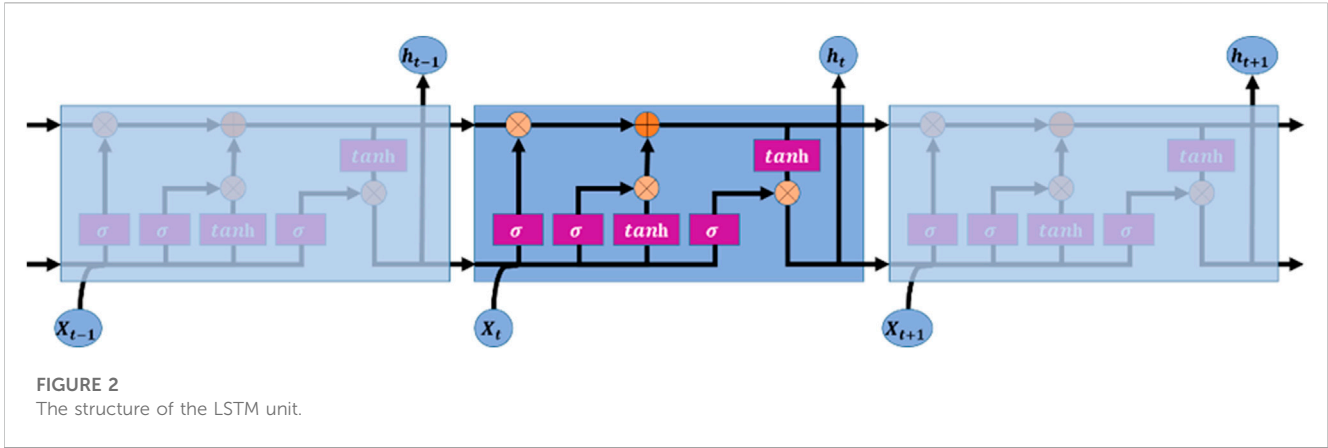 h_{t-1} h_t h_{t+1}
tanh tanh tanh
σ σ tanh σ σ σ tanh σ σ σ tanh σ
X_{t-1} X_t X_{t+1}
FIGURE 2
The structure of the LSTM unit.